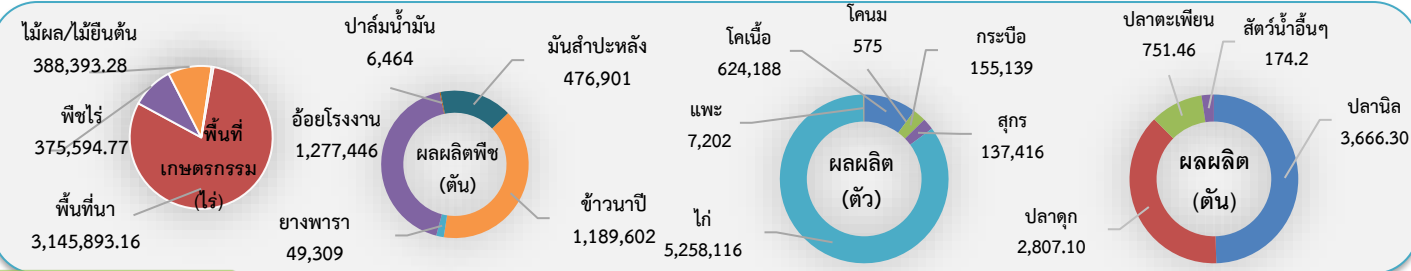 ไม้ผล/ไม้ยืนต้น
388,393.28
พืชไร่
375,594.77
พื้นที่นา
3,145,893.16
พื้นที่
เกษตรกรรม
(ไร่)
ปาล์มน้ำมัน
6,464
มันสำปะหลัง
476,901
อ้อยโรงงาน
1,277,446
ผลผลิตพืช
(ตัน)
ข้าวนาปี
1,189,602
ยางพารา
49,309
โคนม
575
โคเนื้อ
624,188
กระบือ
155,139
แพะ
7,202
สุกร
137,416
ผลผลิต
(ตัว)
ไก่
5,258,116
ปลาตะเพียน
751.46
สัตว์น้ำอื่นๆ
174.2
ปลานิล
3,666.30
ผลผลิต
(ตัน)
ปลาดุก
2,807.10